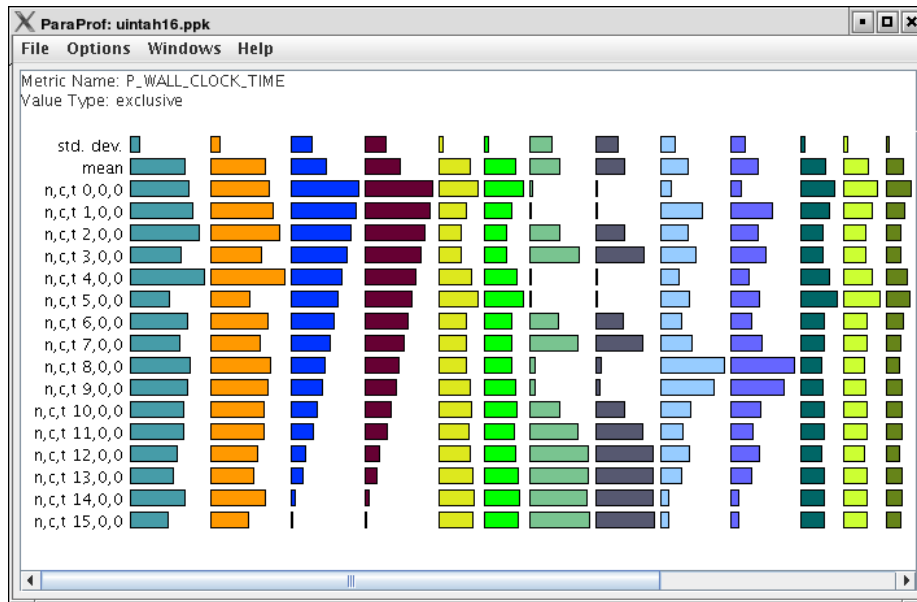 ParaProf: uintah16.ppk
File Options Windows Help
Metric Name: P_WALL_CLOCK_TIME
Value Type: exclusive
std. dev.
mean
n,c,t 0,0,0
n,c,t 1,0,0
n,c,t 2,0,0
n,c,t 3,0,0
n,c,t 4,0,0
n,c,t 5,0,0
n,c,t 6,0,0
n,c,t 7,0,0
n,c,t 8,0,0
n,c,t 9,0,0
n,c,t 10,0,0
n,c,t 11,0,0
n,c,t 12,0,0
n,c,t 13,0,0
n,c,t 14,0,0
n,c,t 15,0,0